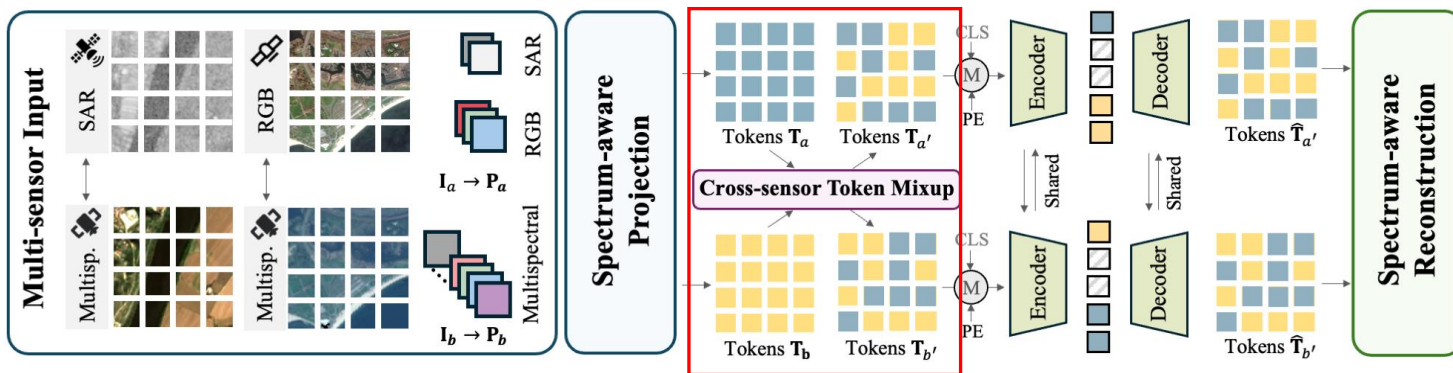 Multi-sensor Input
SAR
RGB
Multisp.
Multisp.
SAR
RGB
I_a → P_a
Multispectral
I_b → P_b
Spectrum-aware
Projection
Tokens T_a
Tokens T_a′
Cross-sensor Token Mixup
Tokens T_b
Tokens T_b′
CLS
M
PE
CLS
M
PE
Encoder
Decoder
Shared
Shared
Encoder
Decoder
Tokens T̂_a′
Tokens T̂_b′
Spectrum-aware
Reconstruction